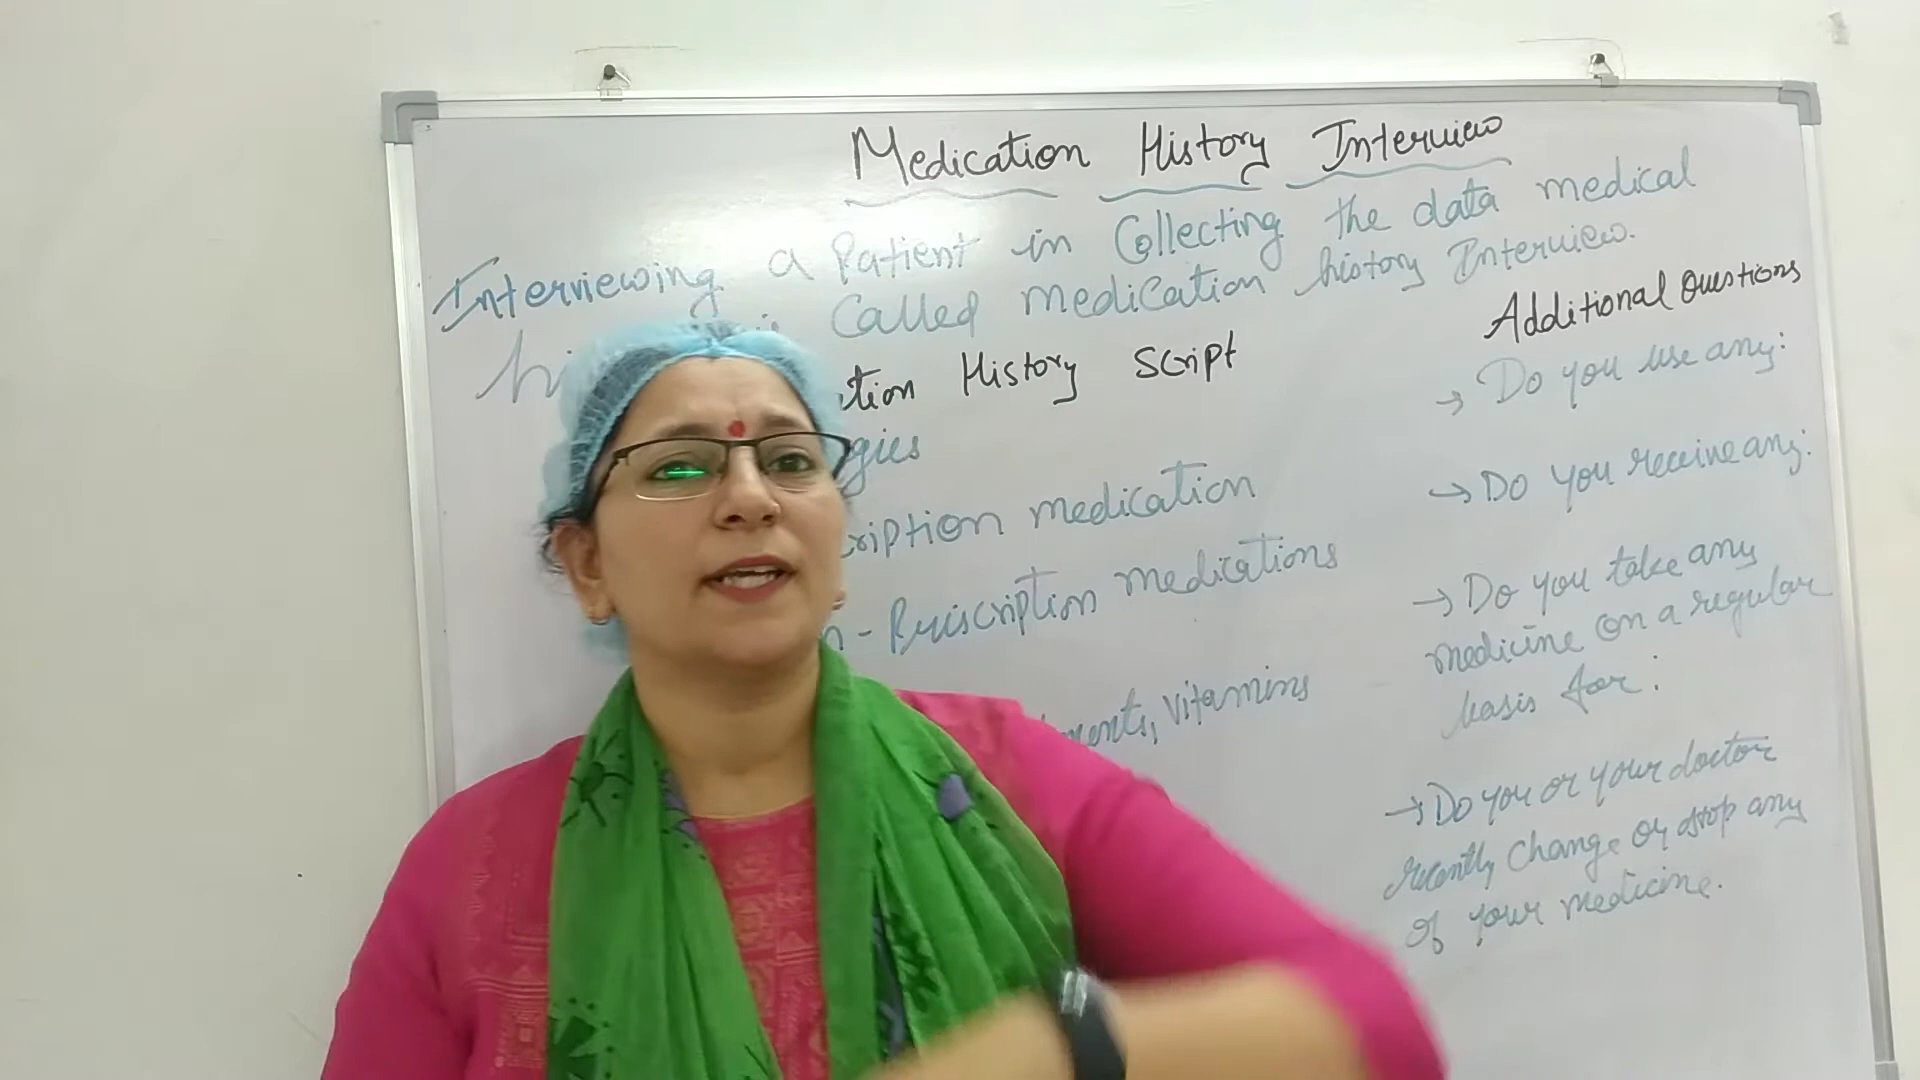 Medication History Interview
Interviewing a Patient in Collecting the data medical
Called medication history Interview.
History Script
medication
Priscription medications
vitamins
Additional Questions
→ Do you use any:
→ Do you receive any:
→ Do you take any
medicine on a regular
basis for:
→ Do you or your doctor
recently change or stop any
of your medicine.